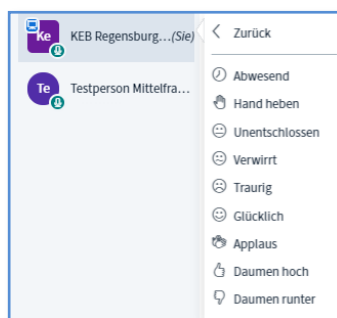 Ke
KEB Regensburg...(Sie)
Te
Testperson Mittelfra...
Zurück
Abwesend
Hand heben
Unentschlossen
Verwirrt
Traurig
Glücklich
Applaus
Daumen hoch
Daumen runter